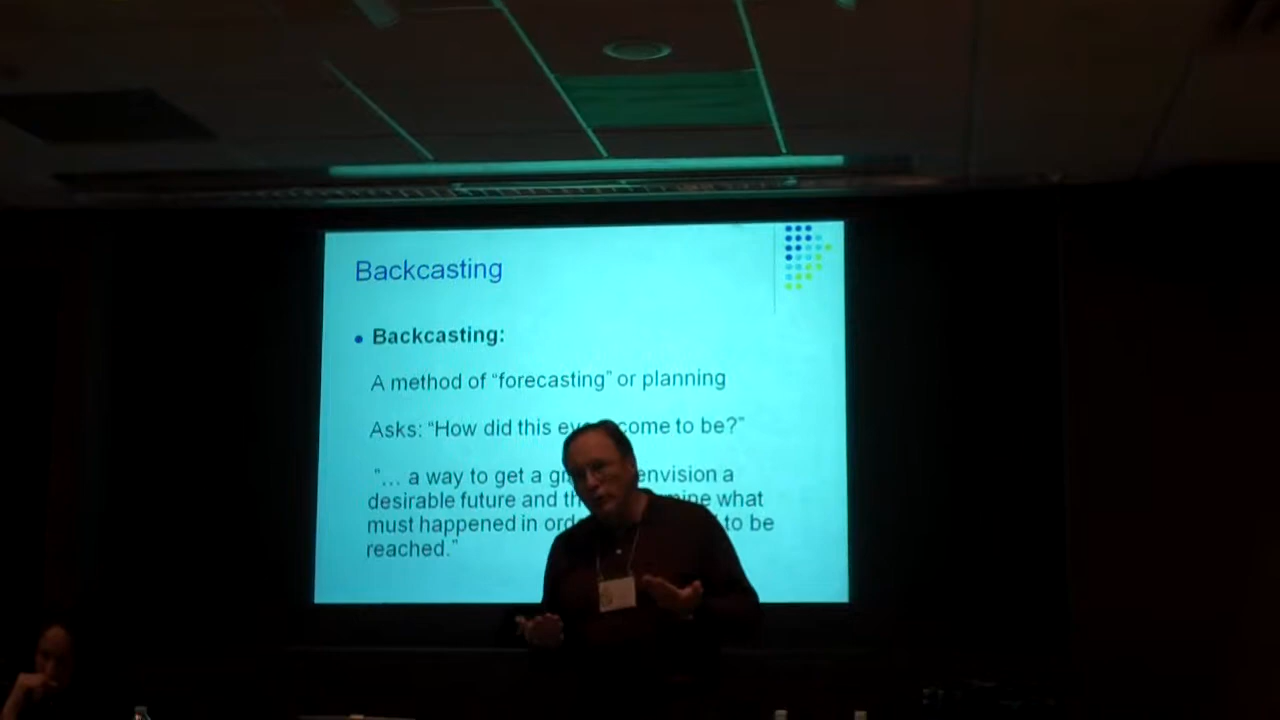 Backcasting
Backcasting:
A method of “forecasting” or planning
Asks: “How did this come to be?”
“… a way to get a envision a
desirable future and what
must happened in to be
reached.”